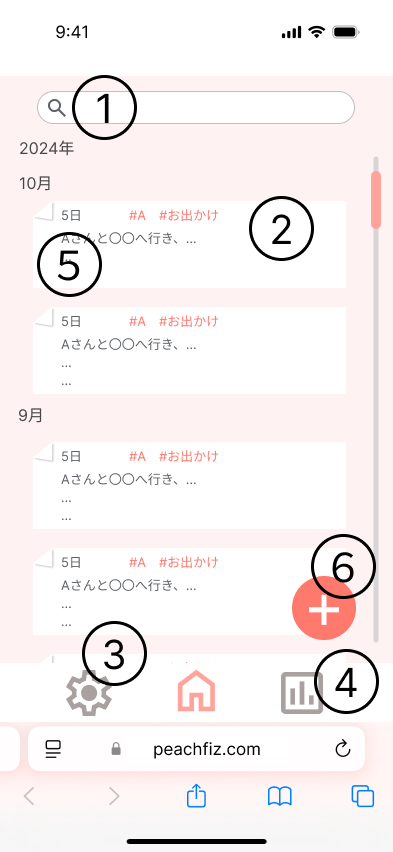 9:41
1
2024年
10月
5日 #A #お出かけ 2
Aさんと〇〇へ行き、...
5
5日 #A #お出かけ
Aさんと〇〇へ行き、...
...
...
9月
5日 #A #お出かけ
Aさんと〇〇へ行き、...
...
...
5日 #A #お出かけ
6
Aさんと〇〇へ行き、...
...
...
+
3
4
peachfiz.com